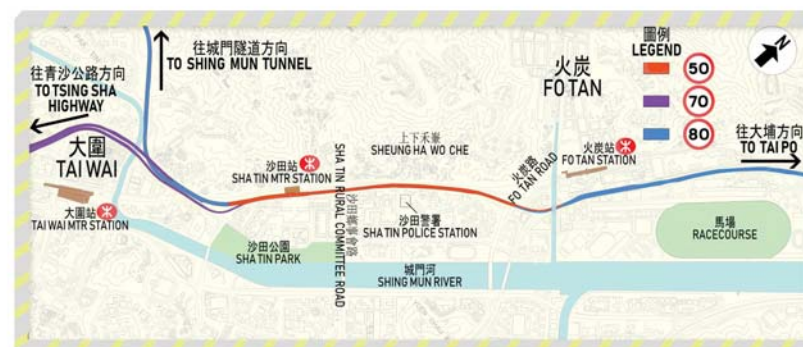 往城門隧道方向
TO SHING MUN TUNNEL
往青沙公路方向
TO TSING SHA
HIGHWAY
大圍
TAI WAI
大圍站
TAI WAI MTR STATION
沙田站
SHA TIN MTR STATION
沙田公園
SHA TIN PARK
SHA TIN RURAL COMMITTEE ROAD
沙田鄉事會路
上下禾輋
SHEUNG HA WO CHE
沙田警署
SHA TIN POLICE STATION
城門河
SHING MUN RIVER
火炭
FO TAN
火炭路
FO TAN ROAD
火炭站
FO TAN STATION
圖例
LEGEND
50
70
80
N
往大埔方向
TO TAI PO
馬場
RACECOURSE